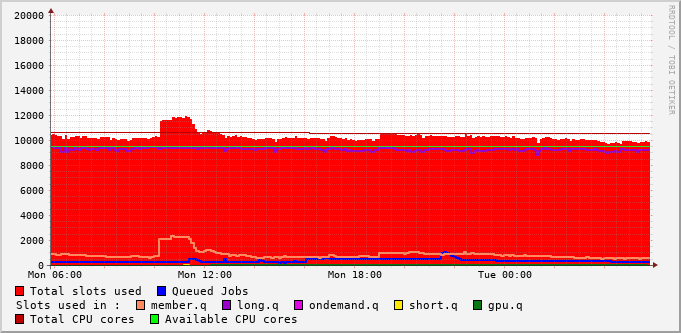 20000
18000
16000
14000
12000
10000
8000
6000
4000
2000
0
Mon 06:00 Mon 12:00 Mon 18:00 Tue 00:00
Total slots used Queued Jobs
Slots used in : member.q long.q ondemand.q short.q gpu.q
Total CPU cores Available CPU cores
RRDTOOL / TOBI OETIKER